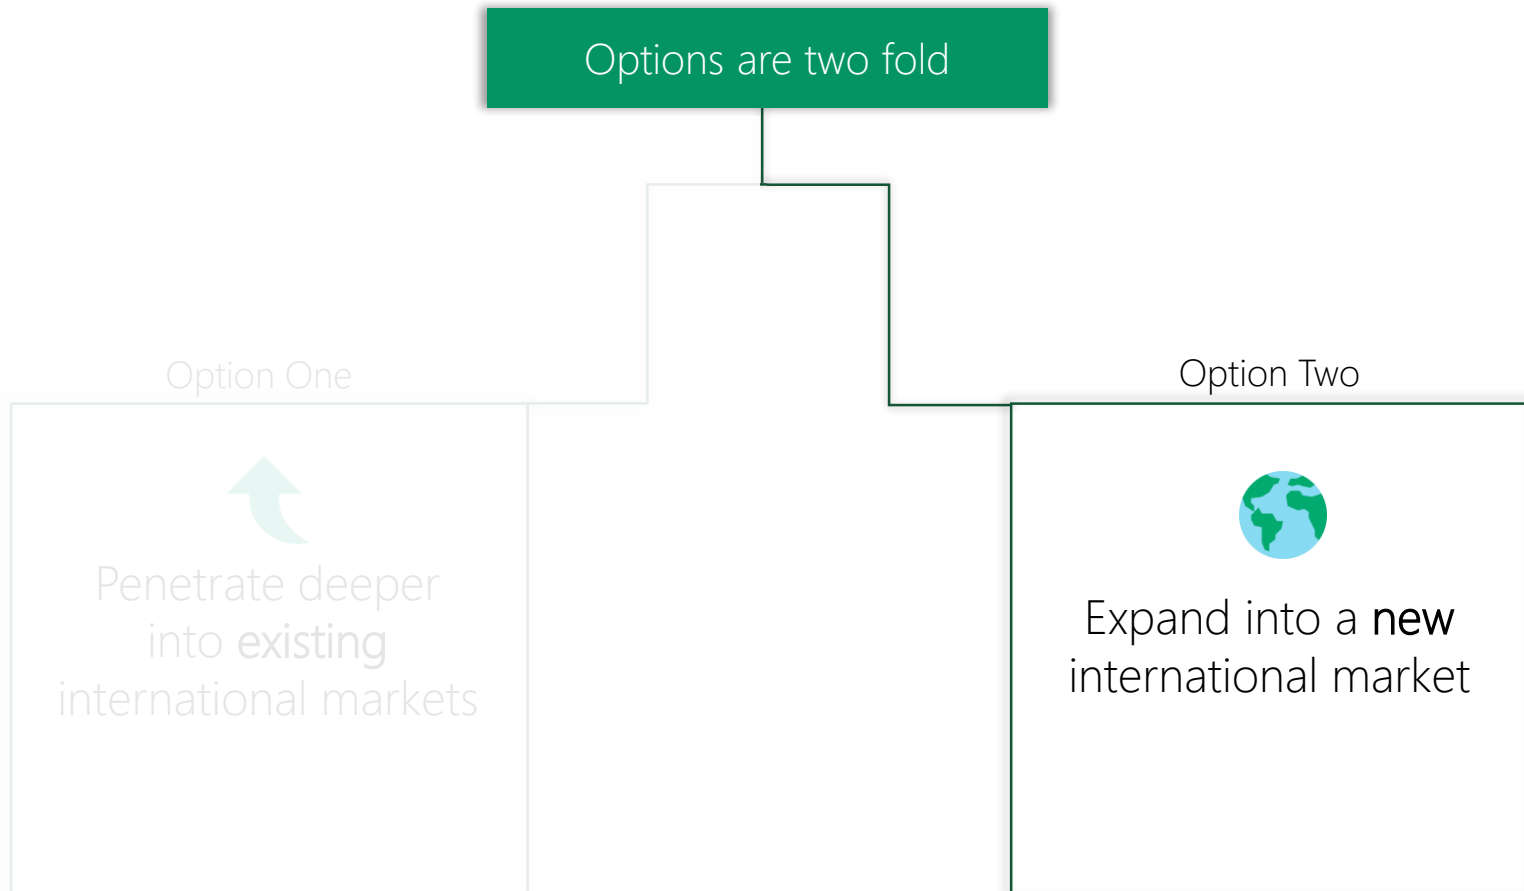 Options are two fold
Option One
Penetrate deeper
into existing
international markets
Option Two
Expand into a new
international market